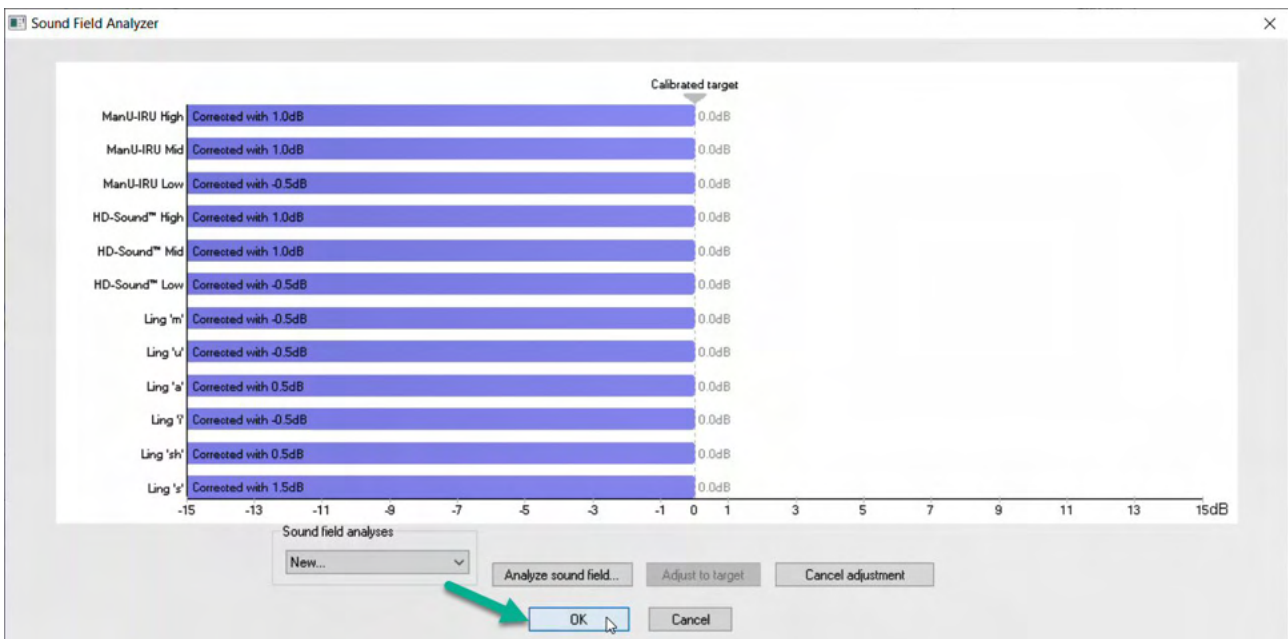 Sound Field Analyzer
Calibrated target
ManU-IRU High Corrected with 1.0dB 0.0dB
ManU-IRU Mid Corrected with 1.0dB 0.0dB
ManU-IRU Low Corrected with -0.5dB 0.0dB
HD-Sound™ High Corrected with 1.0dB 0.0dB
HD-Sound™ Mid Corrected with 1.0dB 0.0dB
HD-Sound™ Low Corrected with -0.5dB 0.0dB
Ling 'm' Corrected with -0.5dB 0.0dB
Ling 'u' Corrected with -0.5dB 0.0dB
Ling 'a' Corrected with 0.5dB 0.0dB
Ling 'i' Corrected with -0.5dB 0.0dB
Ling 'sh' Corrected with 0.5dB 0.0dB
Ling 's' Corrected with 1.5dB 0.0dB
-15 -13 -11 -9 -7 -5 -3 -1 0 1 3 5 7 9 11 13 15dB
Sound field analyses
New... Analyze sound field... Adjust to target Cancel adjustment
OK Cancel